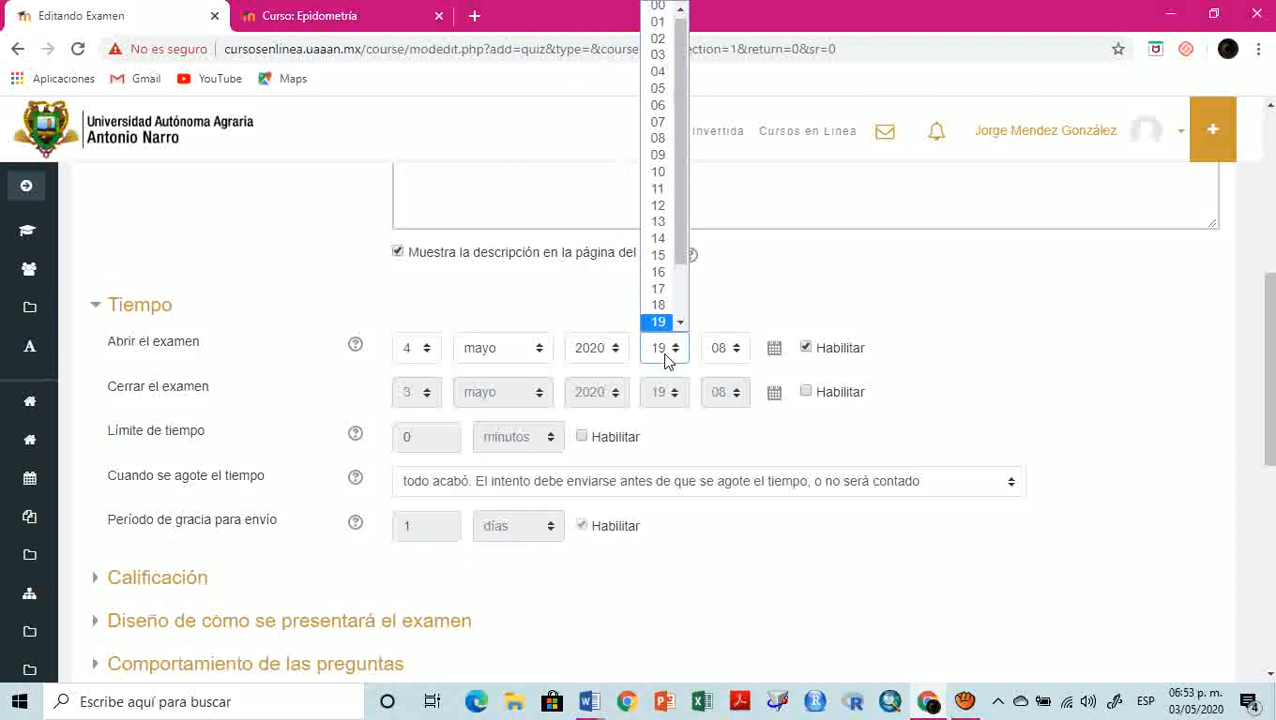 Editando Examen
Curso: Epidometría
No es seguro
cursosenlinea.uaaan.mx/course/modedit.php?add=quiz&type=&course
ection=1&return=0&sr=0
Aplicaciones
Gmail
YouTube
Maps
Universidad Autónoma Agraria
Antonio Narro
Invertida
Cursos en Linea
Jorge Mendez González
00
01
02
03
04
05
06
07
08
09
10
11
12
13
14
15
16
17
18
19
Muestra la descripción en la página del
Tiempo
Abrir el examen
4 mayo 2020 19 08 Habilitar
Cerrar el examen
3 mayo 2020 19 08 Habilitar
Límite de tiempo
0 minutos Habilitar
Cuando se agote el tiempo
todo acabó. El intento debe enviarse antes de que se agote el tiempo, o no será contado
Período de gracia para envío
1 días Habilitar
Calificación
Diseño de cómo se presentará el examen
Comportamiento de las preguntas
Escribe aquí para buscar
ESP
06:53 p. m.
03/05/2020
4